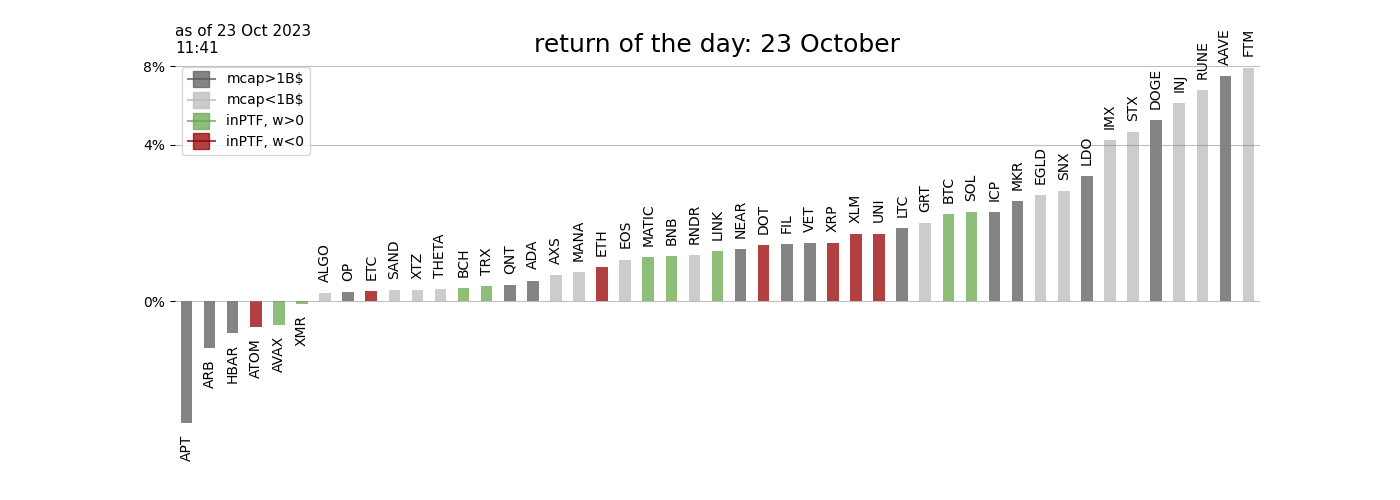 as of 23 Oct 2023
11:41
return of the day: 23 October
8%
4%
0%
mcap>1B$
mcap<1B$
inPTF, w>0
inPTF, w<0
APT
ARB
HBAR
ATOM
AVAX
XMR
ALGO
OP
ETC
SAND
XTZ
THETA
BCH
TRX
QNT
ADA
AXS
MANA
ETH
EOS
MATIC
BNB
RNDR
LINK
NEAR
DOT
FIL
VET
XRP
XLM
UNI
LTC
GRT
BTC
SOL
ICP
MKR
EGLD
SNX
LDO
IMX
STX
DOGE
INJ
RUNE
AAVE
FTM